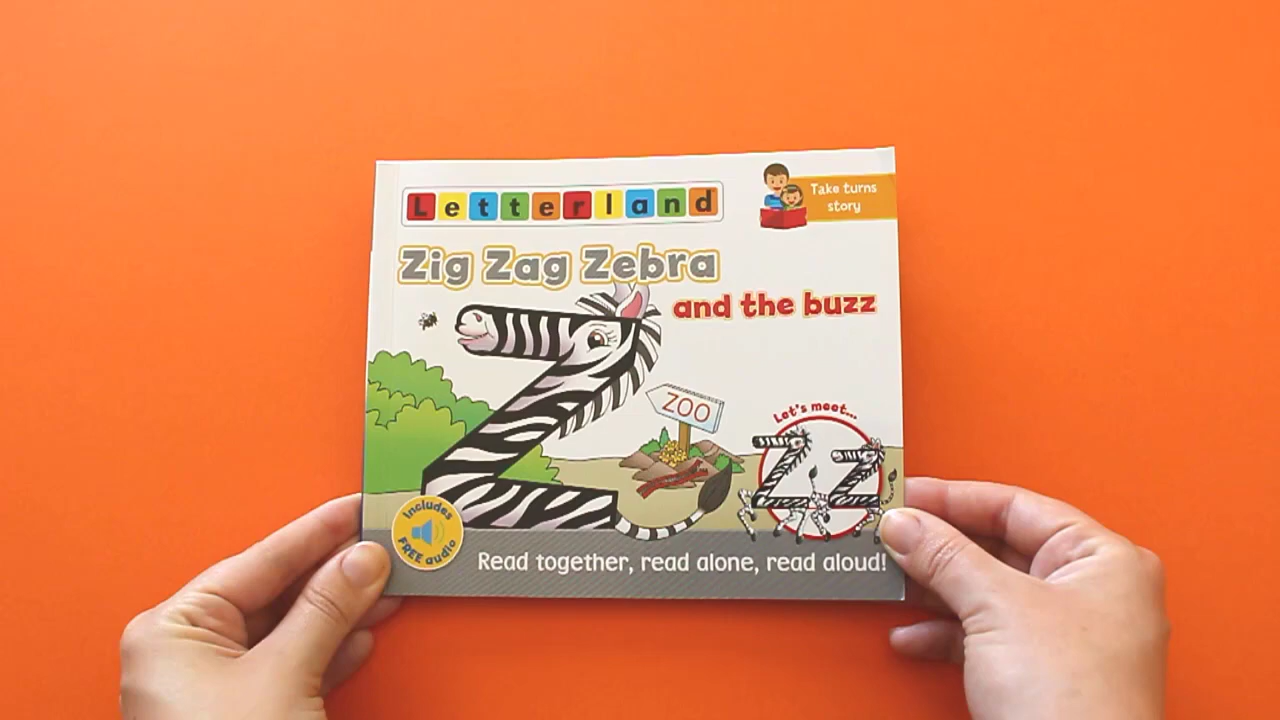 Letterland
Take turns
story
Zig Zag Zebra
and the buzz
ZOO
Let's meet...
Includes
FREE audio
Read together, read alone, read aloud!